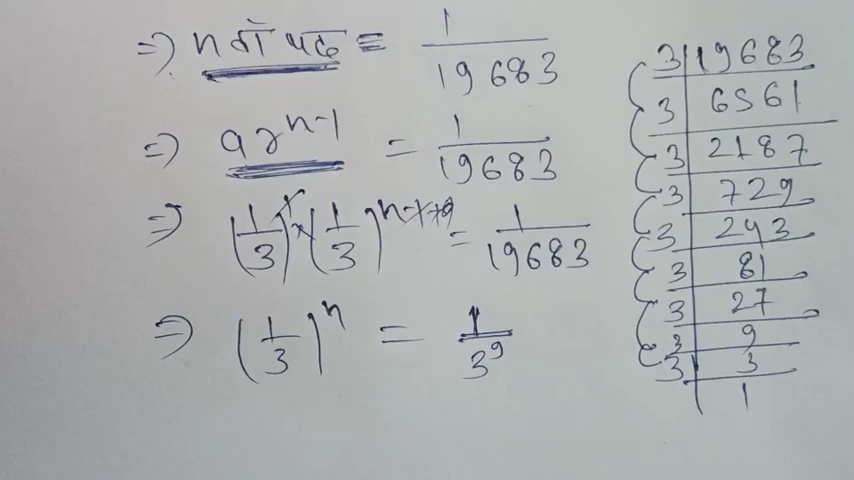 ⇒) nवाँ पद = 1/19683
⇒) ar^n-1 = 1/19683
⇒) (1/3)^1 × (1/3)^n-1 = 1/19683
⇒) (1/3)^n = 1/3^9
3 | 19683
3 | 6561
3 | 2187
3 | 729
3 | 243
3 | 81
3 | 27
3 | 9
3 | 3
| 1